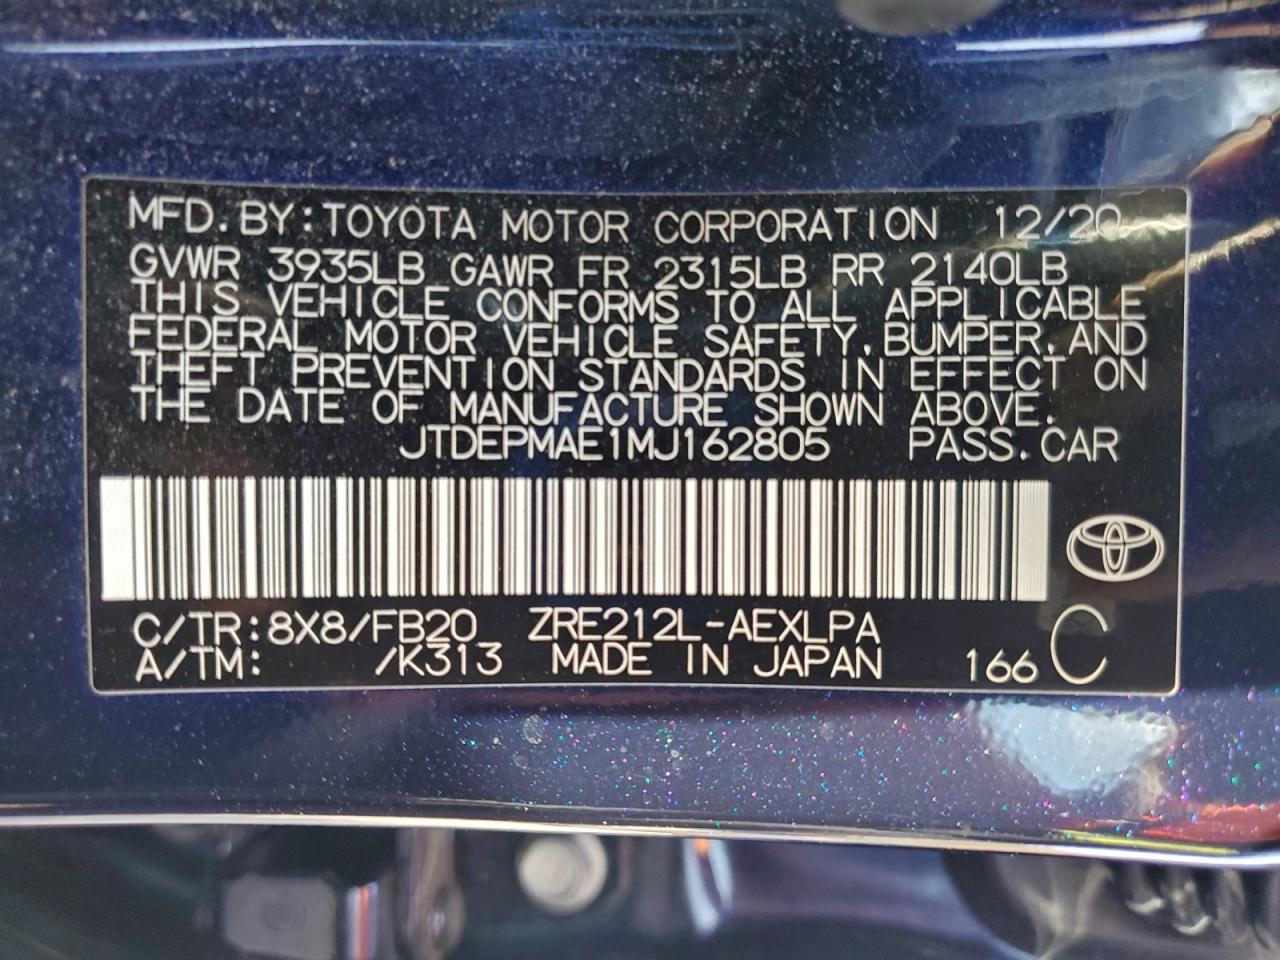 MFD. BY:TOYOTA MOTOR CORPORATION 12/20
GVWR 3935LB GAWR FR 2315LB RR 2140LB
THIS VEHICLE CONFORMS TO ALL APPLICABLE
FEDERAL MOTOR VEHICLE SAFETY, BUMPER, AND
THEFT PREVENTION STANDARDS IN EFFECT ON
THE DATE OF MANUFACTURE SHOWN ABOVE.
JTDEPMAE1MJ162805 PASS.CAR
C/TR:8X8/FB20 ZRE212L-AEXLPA
A/TM: /K313 MADE IN JAPAN 166 C